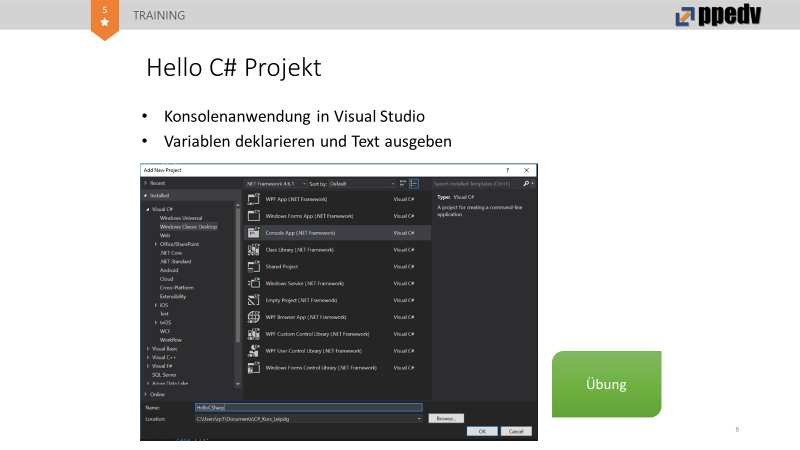 5
TRAINING
ppedv
Hello C# Projekt
• Konsolenanwendung in Visual Studio
• Variablen deklarieren und Text ausgeben
Add New Project
? ×
Recent
.NET Framework 4.6.1 Sort by: Default
Search Installed Templates (Ctrl+E)
Installed
Visual C#
Windows Universal
Windows Classic Desktop
Web
Office/SharePoint
.NET Core
.NET Standard
Android
Cloud
Cross-Platform
Extensibility
iOS
Test
tvOS
WCF
Workflow
Visual Basic
Visual C++
Visual F#
SQL Server
Azure Data Lake
Online
WPF App (.NET Framework) Visual C#
Windows Forms App (.NET Framework) Visual C#
Console App (.NET Framework) Visual C#
Class Library (.NET Framework) Visual C#
Shared Project Visual C#
Windows Service (.NET Framework) Visual C#
Empty Project (.NET Framework) Visual C#
WPF Browser App (.NET Framework) Visual C#
WPF Custom Control Library (.NET Framework) Visual C#
WPF User Control Library (.NET Framework) Visual C#
Windows Forms Control Library (.NET Framework) Visual C#
Type: Visual C#
A project for creating a command-line
application
Name: HelloCSharp
Location: C:\Users\rpT\Documents\C#_Kurs_Leipzig
Browse...
OK Cancel
Übung
6